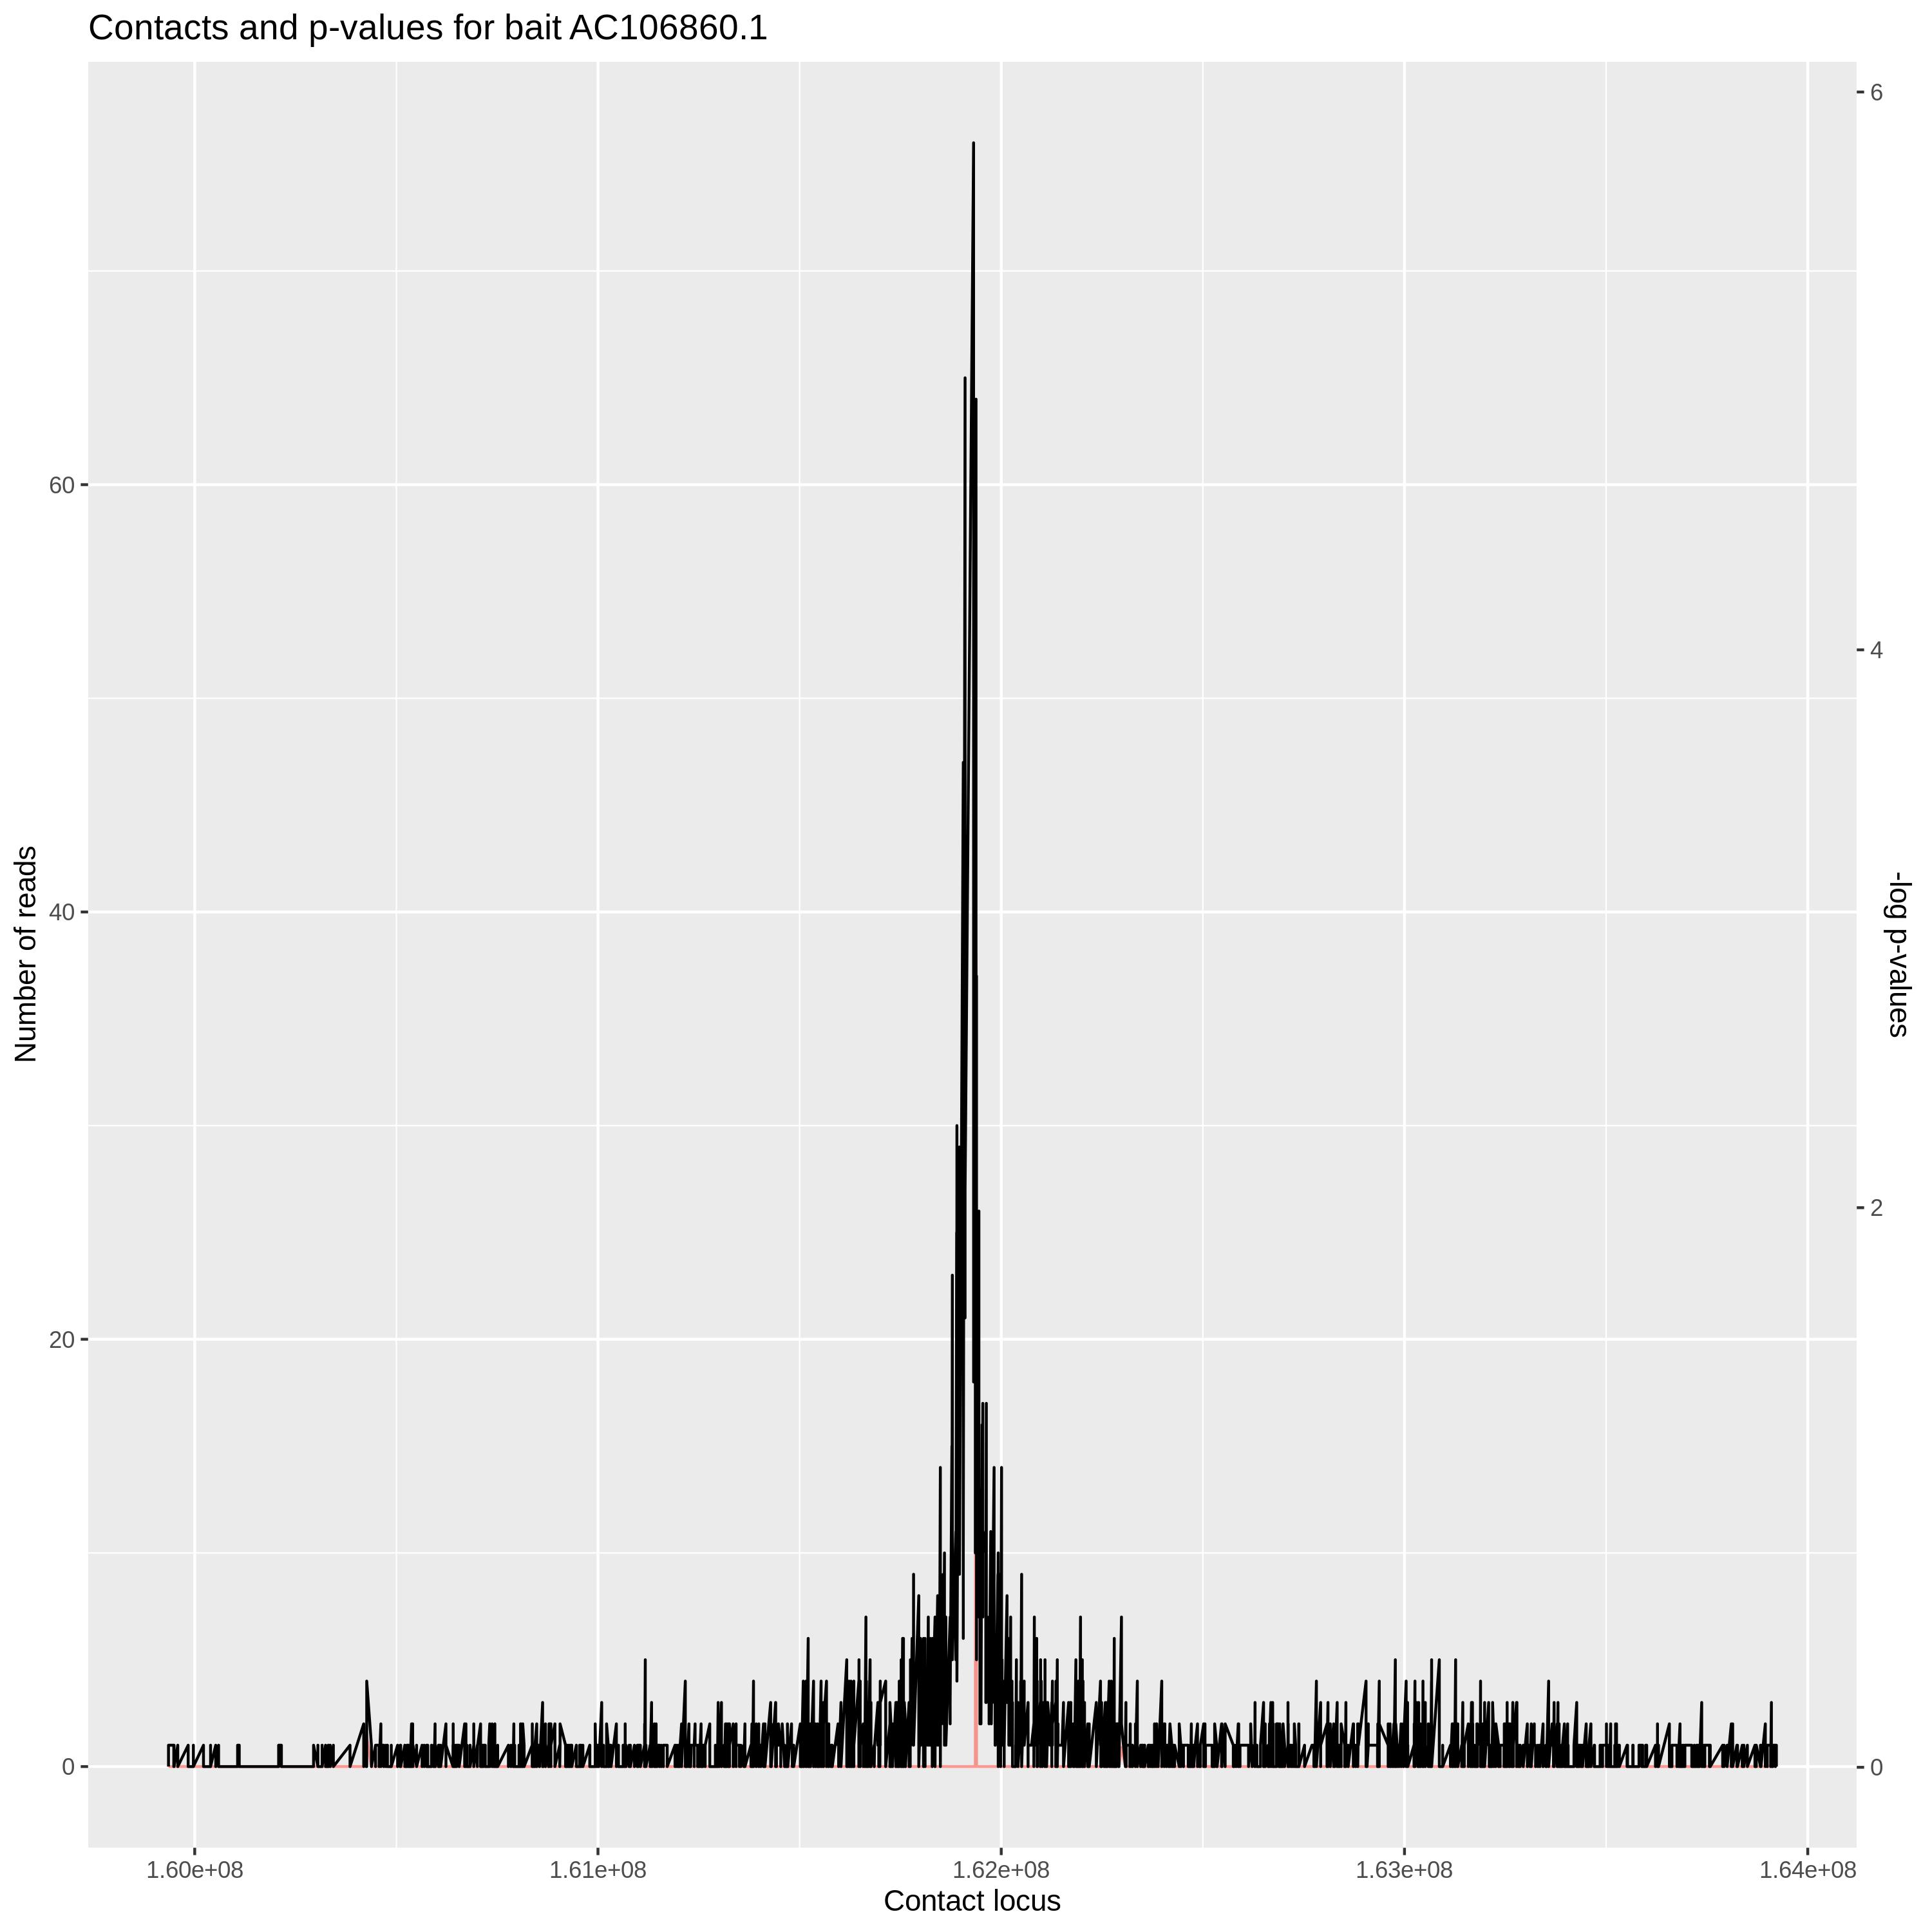 Contacts and p-values for bait AC106860.1
6
60
4
Number of reads
40
-log p-values
2
20
0
0
1.60e+08
1.61e+08
1.62e+08
1.63e+08
1.64e+08
Contact locus